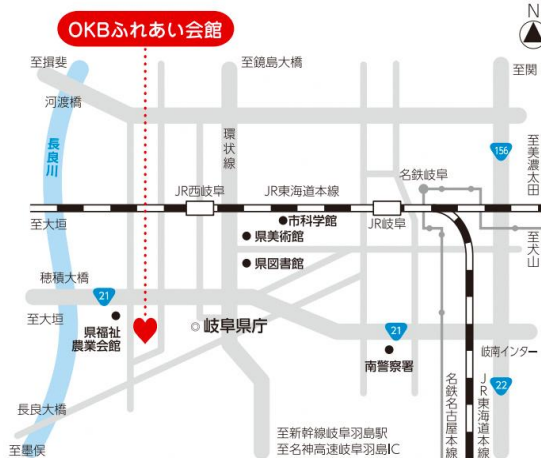 OKBふれあい会館
N
至揖斐
至鏡島大橋
至関
河渡橋
長良川
環状線
156
至美濃太田
名鉄岐阜
JR西岐阜
JR東海道本線
至大垣
市科学館
JR岐阜
県美術館
至犬山
県図書館
穂積大橋
21
至大垣
県福祉
農業会館
岐阜県庁
21
岐南インター
南警察署
22
名鉄名古屋本線
JR東海道本線
長良大橋
至墨俣
至新幹線岐阜羽島駅
至名神高速岐阜羽島IC